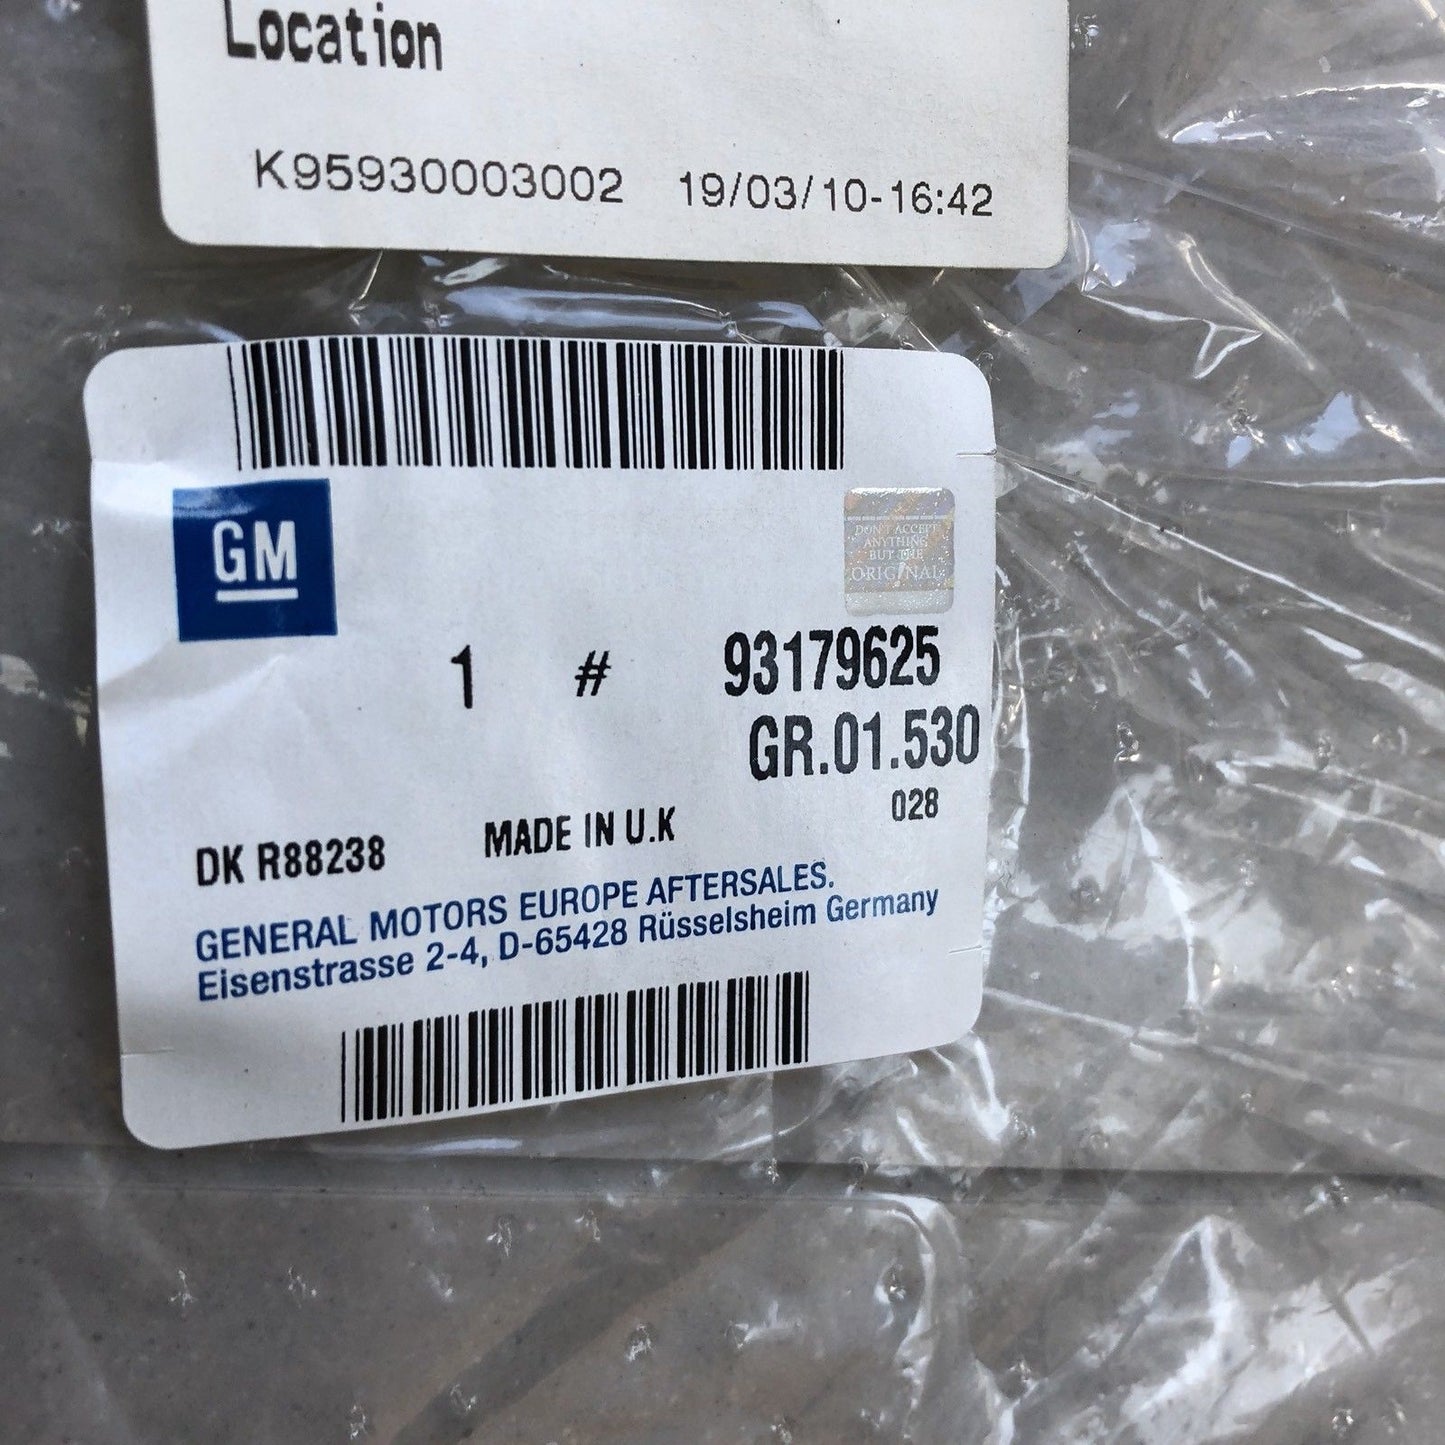 Location
K95930003002 19/03/10-16:42
GM
DON'T ACCEPT
ANYTHING
BUT THE
ORIGINAL
1 # 93179625
GR.01.530
028
DK R88238 MADE IN U.K
GENERAL MOTORS EUROPE AFTERSALES.
Eisenstrasse 2-4, D-65428 Rüsselsheim Germany